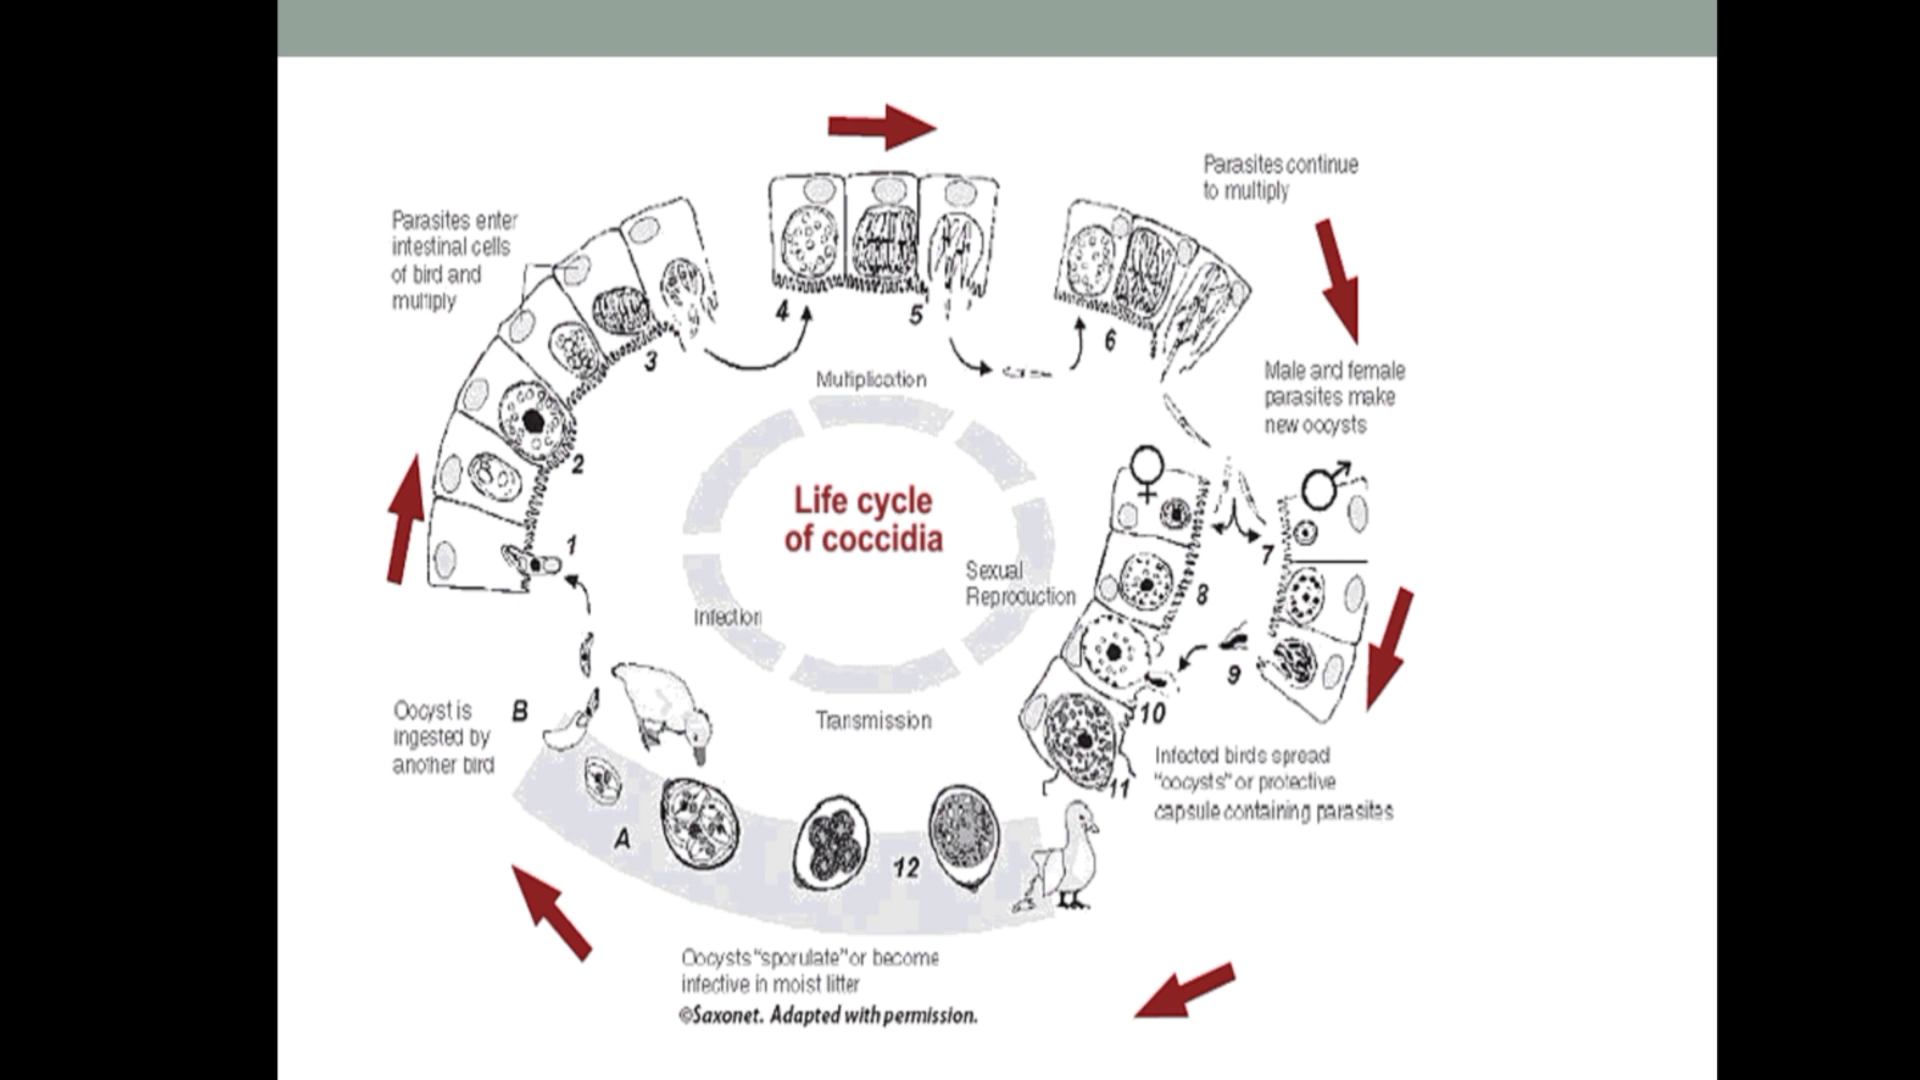 Parasites continue
to multiply
Parasites enter
intestinal cells
of bird and
multiply
4
5
6
3
Male and female
parasites make
new oocysts
Multiplication
2
Life cycle
of coccidia
1
7
Sexual
Reproduction
8
Infection
9
Oocyst is
ingested by
another bird
B
Transmission
10
Infected birds spread
"oocysts" or protective
capsule containing parasites
11
A
12
Oocysts "sporulate" or become
infective in moist litter
©Saxonet. Adapted with permission.